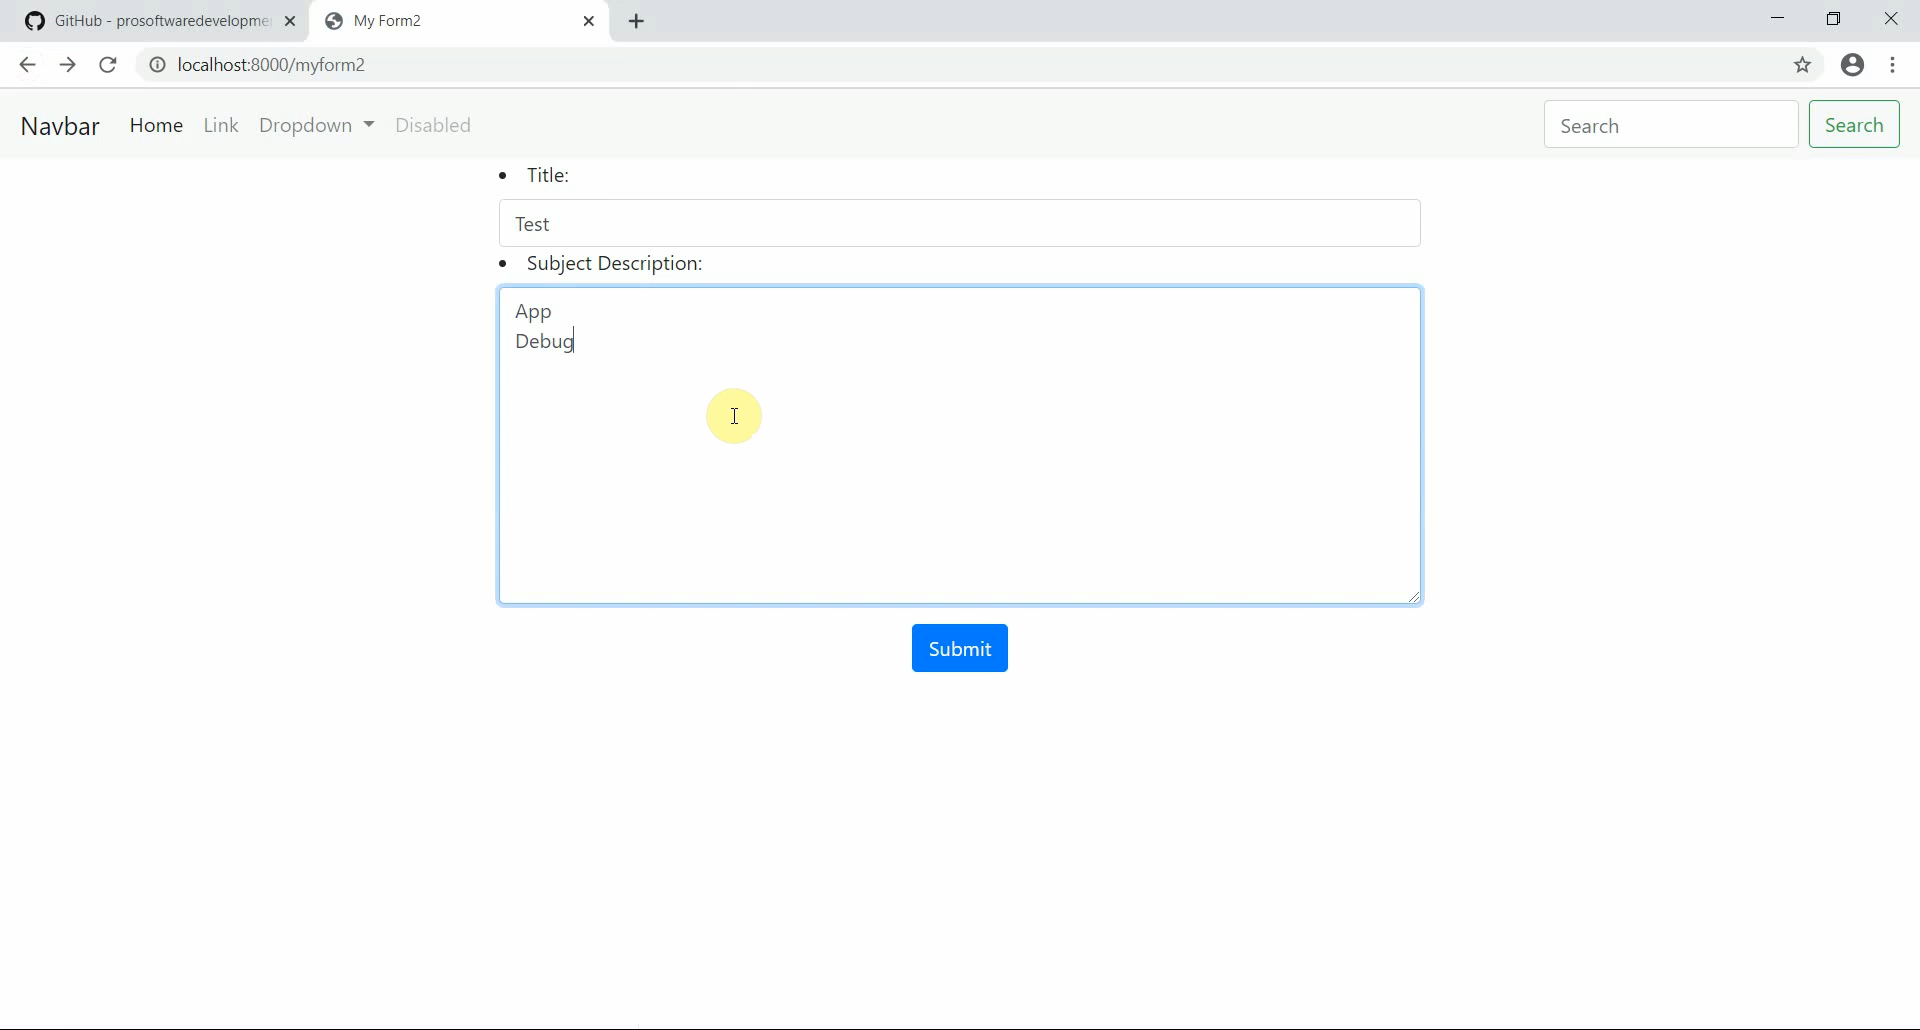 GitHub - prosoftwaredevelopme
My Form2
localhost:8000/myform2
Navbar
Home
Link
Dropdown
Disabled
Search
Search
Title:
Test
Subject Description:
App
Debug
Submit